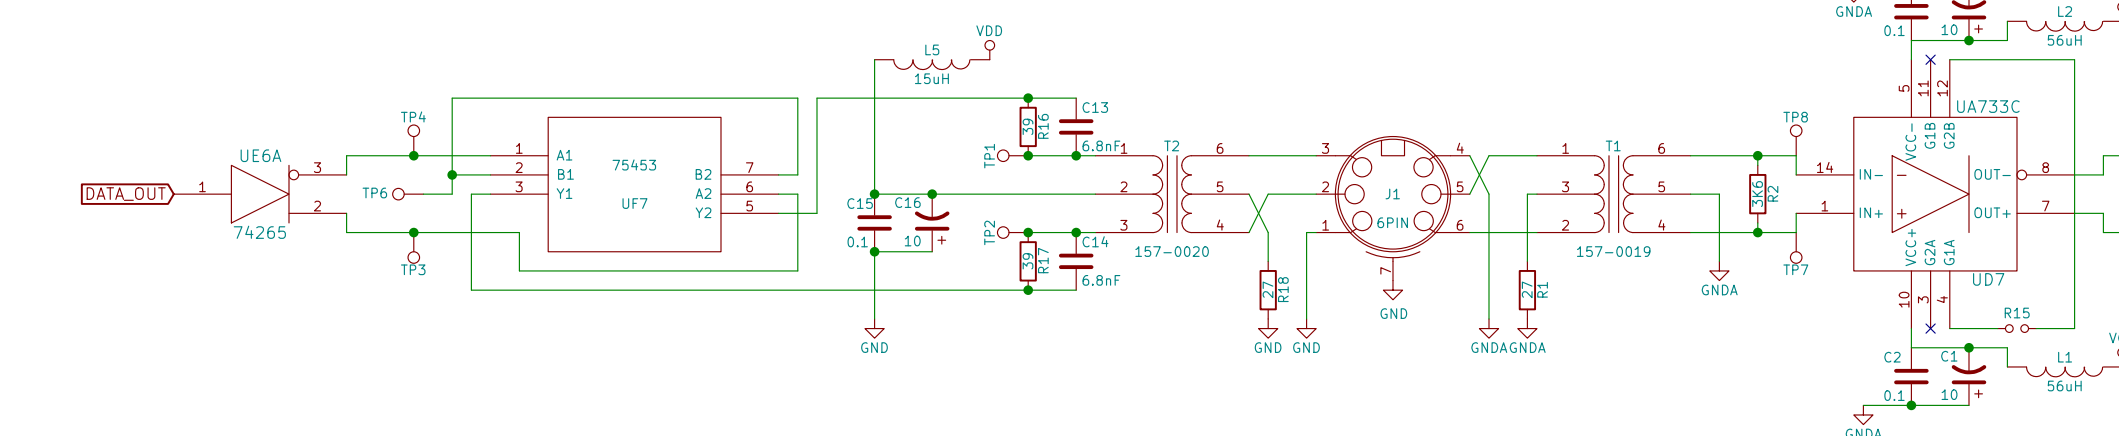 DATA_OUT
1
UE6A
74265
3
2
TP4
TP6
TP3
1
2
3
A1
B1
Y1
75453
UF7
B2
A2
Y2
7
6
5
L5
15uH
VDD
C15
0.1
C16
10
+
GND
TP1
TP2
39
R16
C13
6.8nF
39
R17
C14
6.8nF
1
2
3
T2
157-0020
6
5
4
27
R18
GND
GND
3
2
1
J1
6PIN
7
GND
4
5
6
GNDA
GNDA
27
R1
1
3
2
T1
157-0019
6
5
4
GNDA
3K6
R2
TP8
TP7
14
1
GNDA
0.1
10
+
L2
56uH
5
11
12
UA733C
VCC-
G1B
G2B
IN-
IN+
-
+
OUT-
OUT+
8
7
VCC+
G2A
G1A
UD7
10
3
4
R15
C2
0.1
C1
10
+
L1
56uH
GNDA